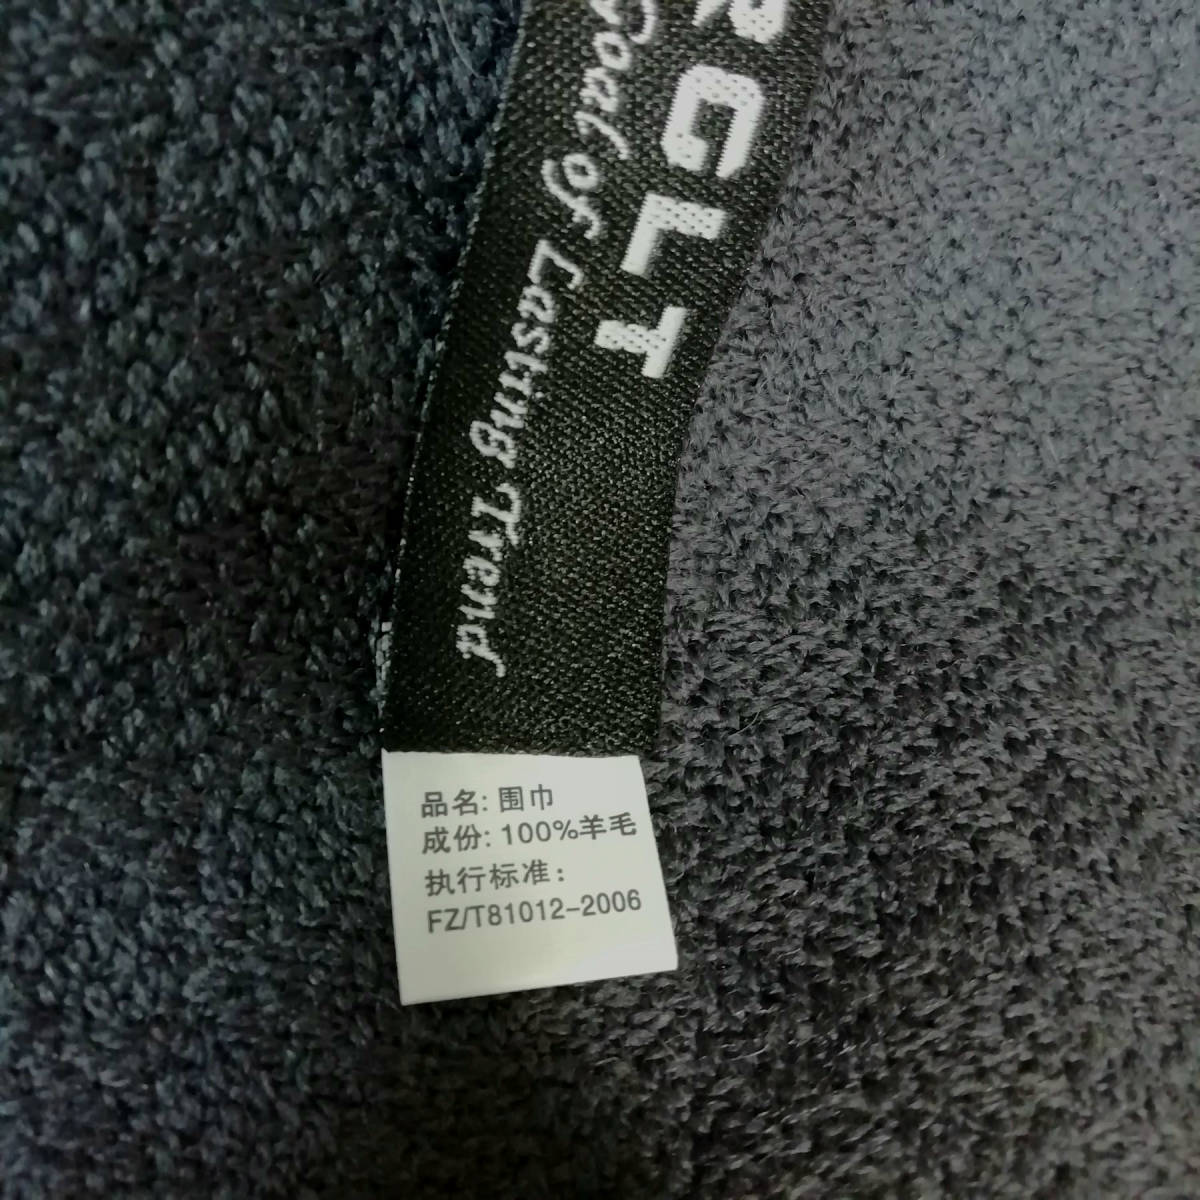 RGLT
Goal of Lasting Trend
品名: 围巾
成份: 100%羊毛
执行标准:
FZ/T81012-2006